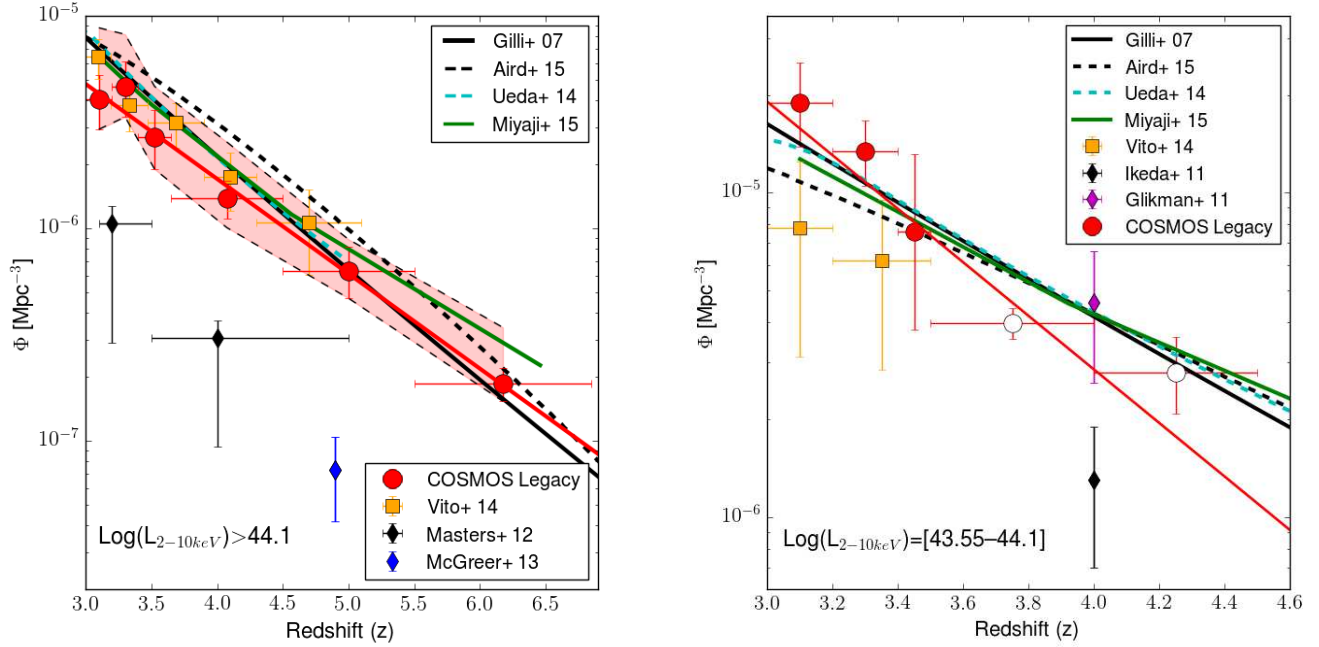 Gilli+ 07
Aird+ 15
Ueda+ 14
Miyaji+ 15
10⁻⁵
10⁻⁶
10⁻⁷
Φ [Mpc⁻³]
Log(L₂₋₁₀ₖₑV)>44.1
COSMOS Legacy
Vito+ 14
Masters+ 12
McGreer+ 13
3.0 3.5 4.0 4.5 5.0 5.5 6.0 6.5
Redshift (z)
Gilli+ 07
Aird+ 15
Ueda+ 14
Miyaji+ 15
Vito+ 14
Ikeda+ 11
Glikman+ 11
COSMOS Legacy
10⁻⁵
10⁻⁶
Φ [Mpc⁻³]
Log(L₂₋₁₀ₖₑV)=[43.55–44.1]
3.0 3.2 3.4 3.6 3.8 4.0 4.2 4.4 4.6
Redshift (z)